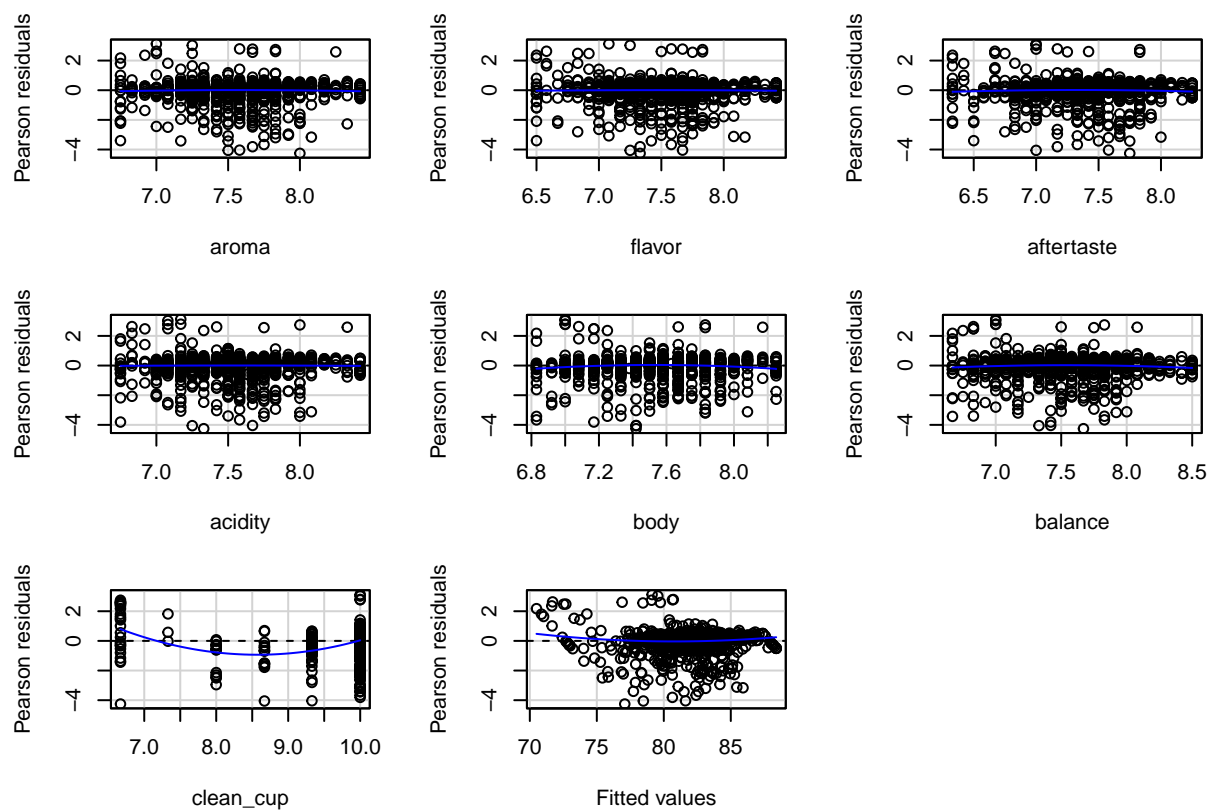 Pearson residuals
2
0
−4
7.0 7.5 8.0
aroma
Pearson residuals
2
0
−4
6.5 7.0 7.5 8.0
flavor
Pearson residuals
2
0
−4
6.5 7.0 7.5 8.0
aftertaste
Pearson residuals
2
0
−4
7.0 7.5 8.0
acidity
Pearson residuals
2
0
−4
6.8 7.2 7.6 8.0
body
Pearson residuals
2
0
−4
7.0 7.5 8.0 8.5
balance
Pearson residuals
2
0
−4
7.0 8.0 9.0 10.0
clean_cup
Pearson residuals
2
0
−4
70 75 80 85
Fitted values